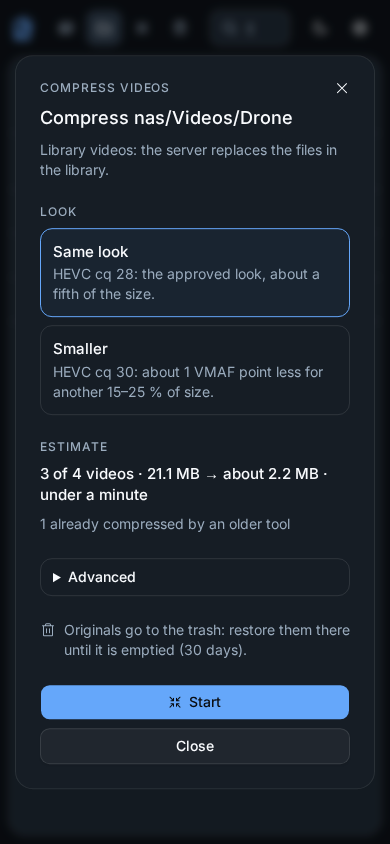 COMPRESS VIDEOS
Compress nas/Videos/Drone
Library videos: the server replaces the files in
the library.
LOOK
Same look
HEVC cq 28: the approved look, about a
fifth of the size.
Smaller
HEVC cq 30: about 1 VMAF point less for
another 15–25 % of size.
ESTIMATE
3 of 4 videos · 21.1 MB → about 2.2 MB ·
under a minute
1 already compressed by an older tool
Advanced
Originals go to the trash: restore them there
until it is emptied (30 days).
Start
Close